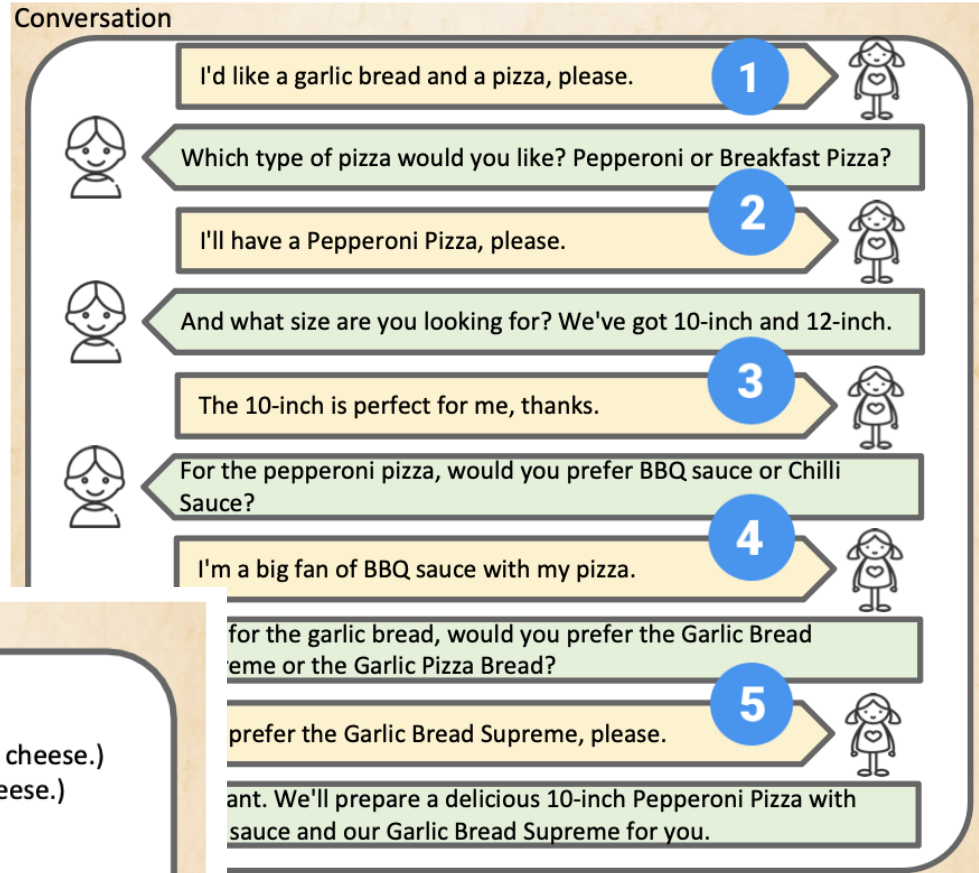 Conversation
I'd like a garlic bread and a pizza, please.
1
Which type of pizza would you like? Pepperoni or Breakfast Pizza?
2
I'll have a Pepperoni Pizza, please.
And what size are you looking for? We've got 10-inch and 12-inch.
3
The 10-inch is perfect for me, thanks.
For the pepperoni pizza, would you prefer BBQ sauce or Chilli
Sauce?
4
I'm a big fan of BBQ sauce with my pizza.
for the garlic bread, would you prefer the Garlic Bread
eme or the Garlic Pizza Bread?
5
prefer the Garlic Bread Supreme, please.
cheese.)
eese.)
ant. We'll prepare a delicious 10-inch Pepperoni Pizza with
sauce and our Garlic Bread Supreme for you.